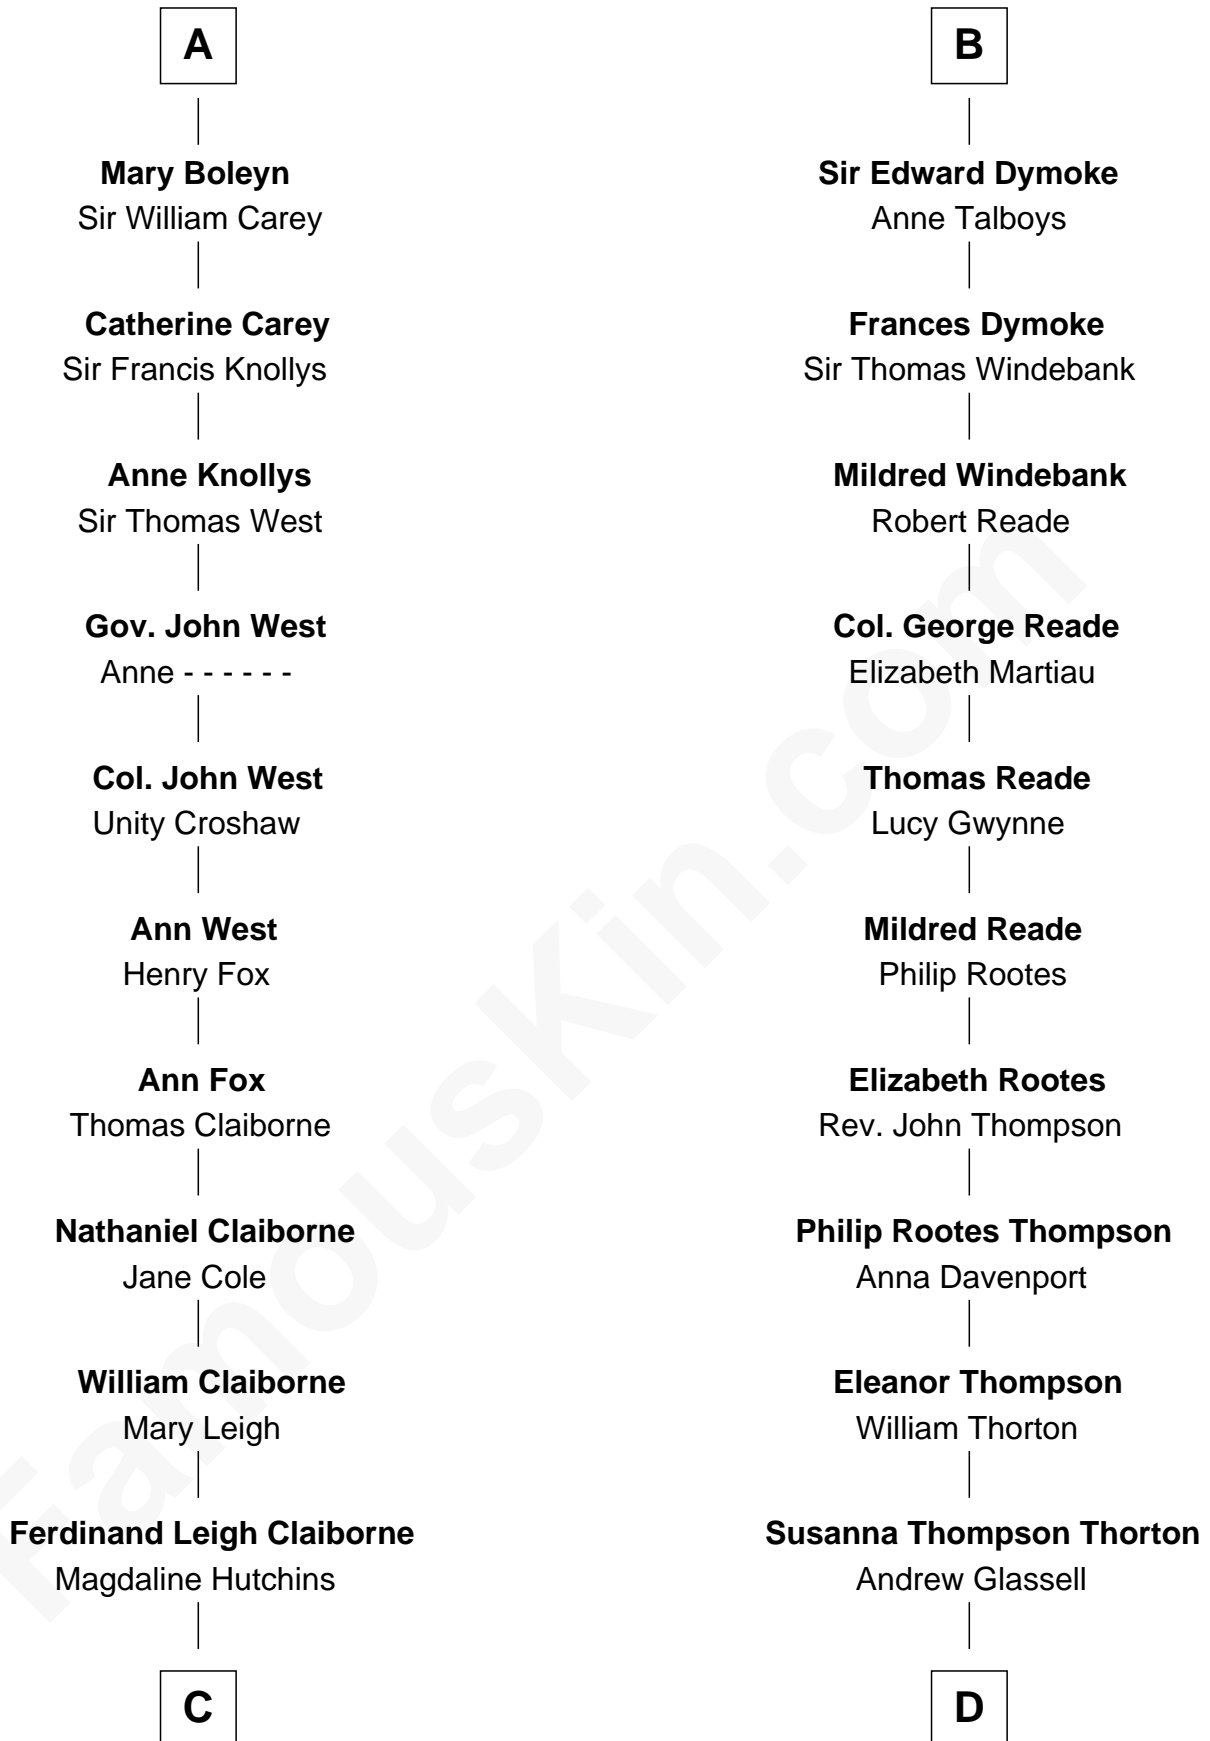 A
Mary Boleyn
Sir William Carey
Catherine Carey
Sir Francis Knollys
Anne Knollys
Sir Thomas West
Gov. John West
Anne - - - - - -
Col. John West
Unity Croshaw
Ann West
Henry Fox
Ann Fox
Thomas Claiborne
Nathaniel Claiborne
Jane Cole
William Claiborne
Mary Leigh
Ferdinand Leigh Claiborne
Magdaline Hutchins
C
B
Sir Edward Dymoke
Anne Talboys
Frances Dymoke
Sir Thomas Windebank
Mildred Windebank
Robert Reade
Col. George Reade
Elizabeth Martiau
Thomas Reade
Lucy Gwynne
Mildred Reade
Philip Rootes
Elizabeth Rootes
Rev. John Thompson
Philip Rootes Thompson
Anna Davenport
Eleanor Thompson
William Thorton
Susanna Thompson Thorton
Andrew Glassell
D
FamousKin.com